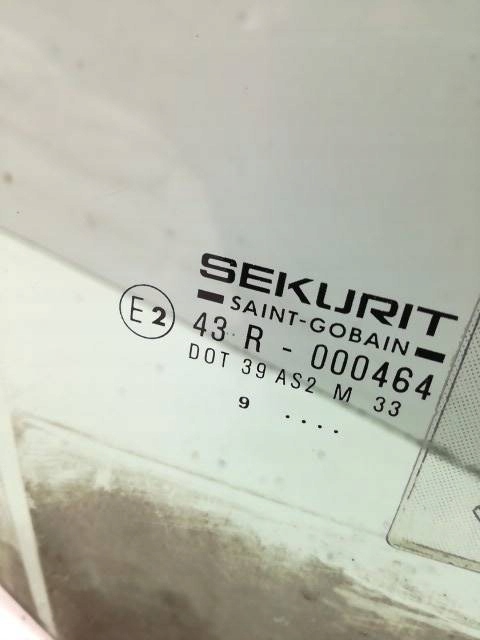 SEKURIT
SAINT-GOBAIN
E2
43 R - 000464
DOT 39 AS2 M 33
9 ....